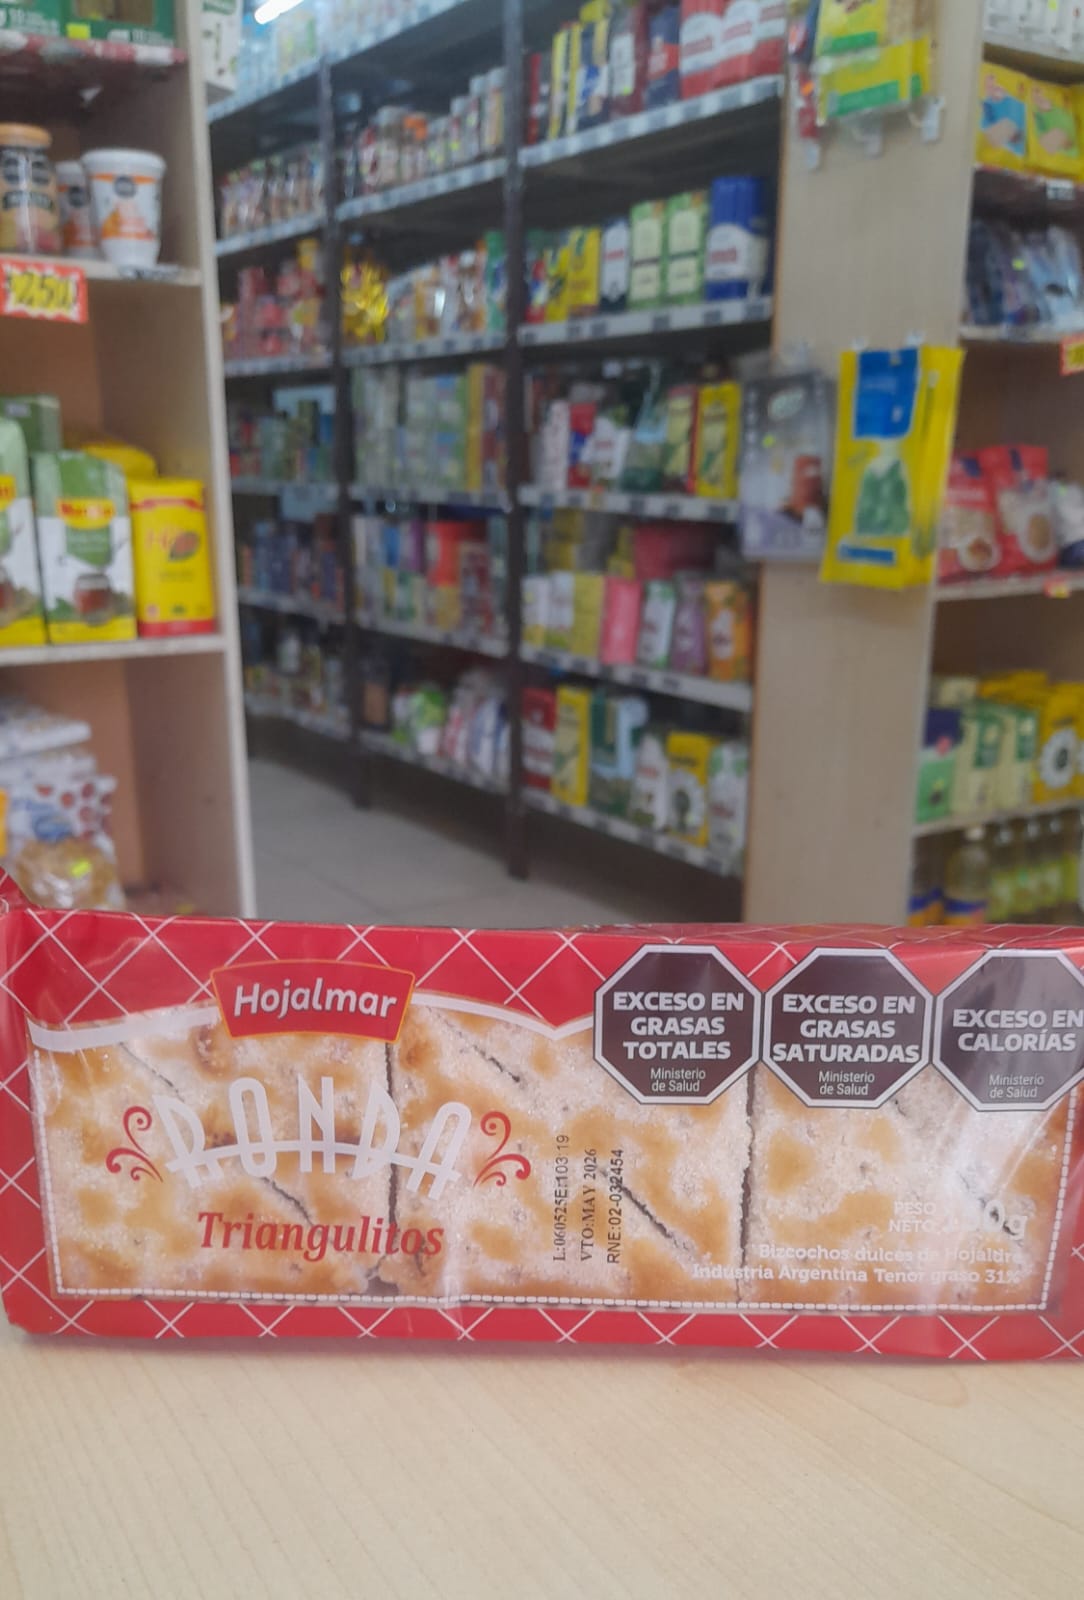 Hojalmar
RONDA
Triangulitos
EXCESO EN
GRASAS
TOTALES
Ministerio
de Salud
EXCESO EN
GRASAS
SATURADAS
Ministerio
de Salud
EXCESO EN
CALORÍAS
Ministerio
de Salud
L:060525E:103:19
VTO:MAY 2026
RNE:02-032454
PESO
NETO
Bizcochos dulces de Hojaldre
Industria Argentina Tenor graso 31%